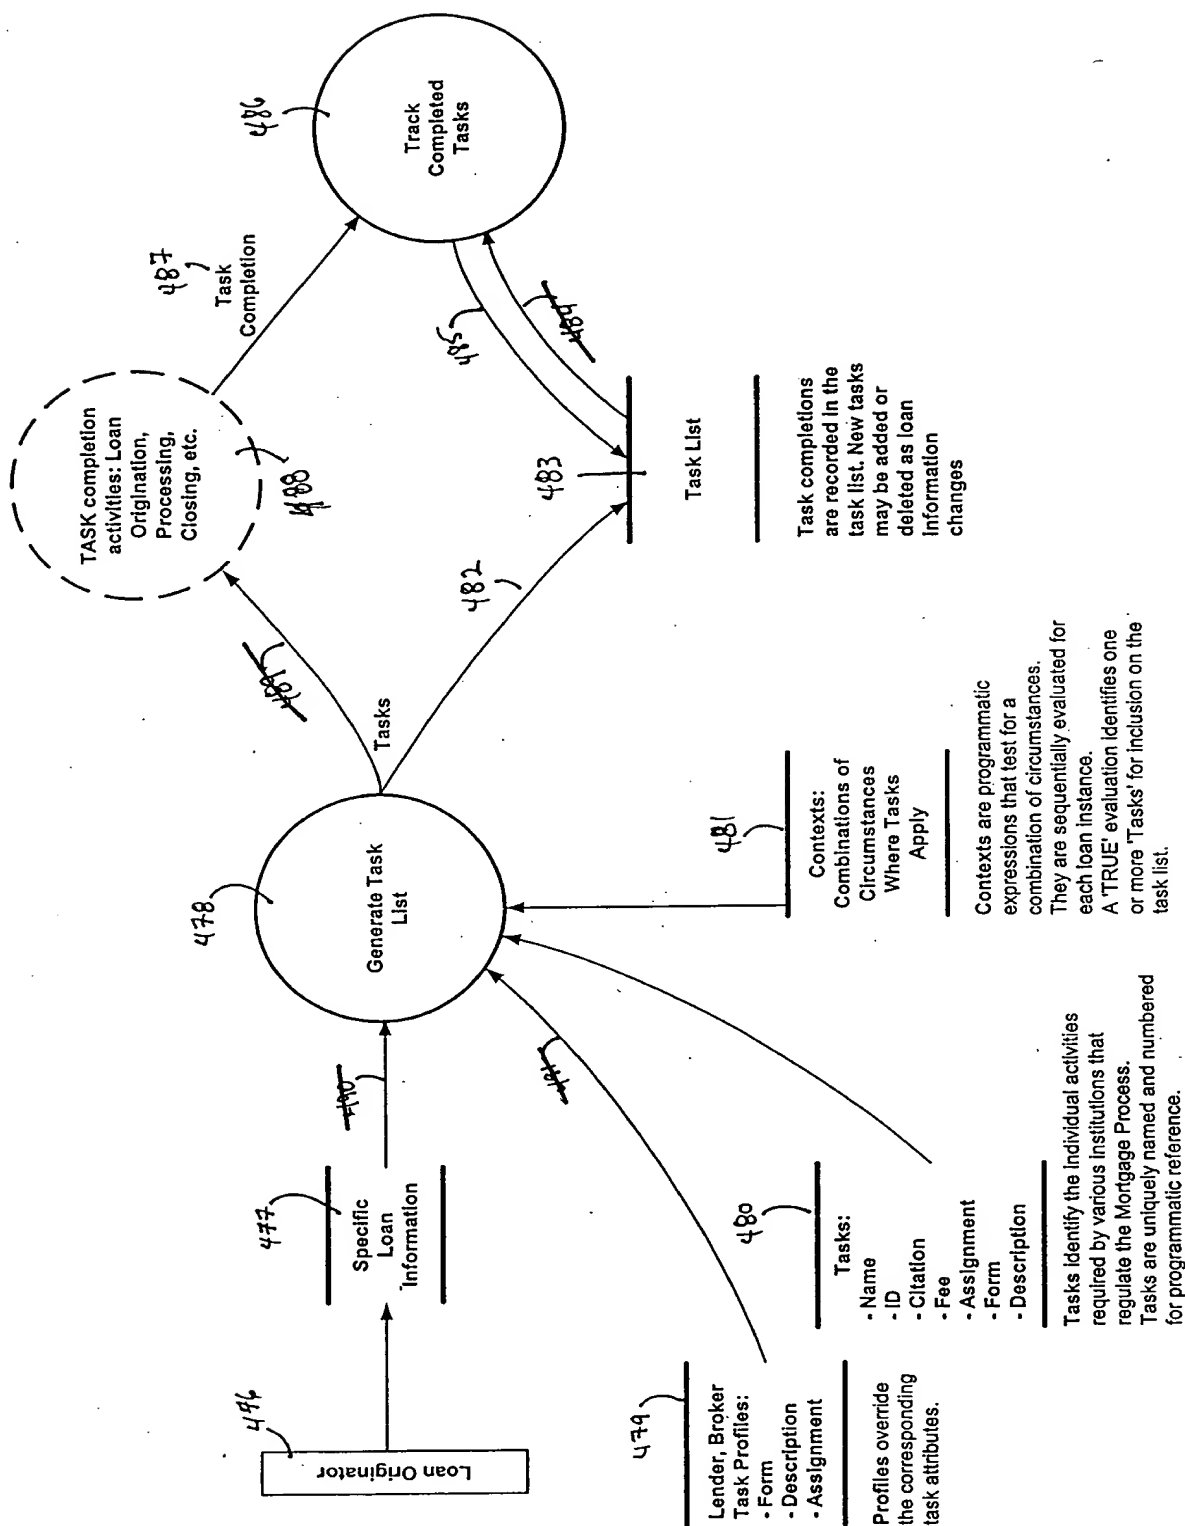 476
Loan Originator
477
Specific
Loan
Information
490
478
Generate Task
List
479
Lender, Broker
Task Profiles:
- Form
- Description
- Assignment
Profiles override
the corresponding
task attributes.
491
480
Tasks:
- Name
- ID
- Citation
- Fee
- Assignment
- Form
- Description
Tasks identify the individual activities
required by various institutions that
regulate the Mortgage Process.
Tasks are uniquely named and numbered
for programmatic reference.
481
Contexts:
Combinations of
Circumstances
Where Tasks
Apply
Contexts are programmatic
expressions that test for a
combination of circumstances.
They are sequentially evaluated for
each loan instance.
A 'TRUE' evaluation identifies one
or more 'Tasks' for inclusion on the
task list.
Tasks
489
482
TASK completion
activities: Loan
Origination,
Processing,
Closing, etc.
488
487
Task
Completion
486
Track
Completed
Tasks
485
484
483
Task List
Task completions
are recorded in the
task list. New tasks
may be added or
deleted as loan
information
changes